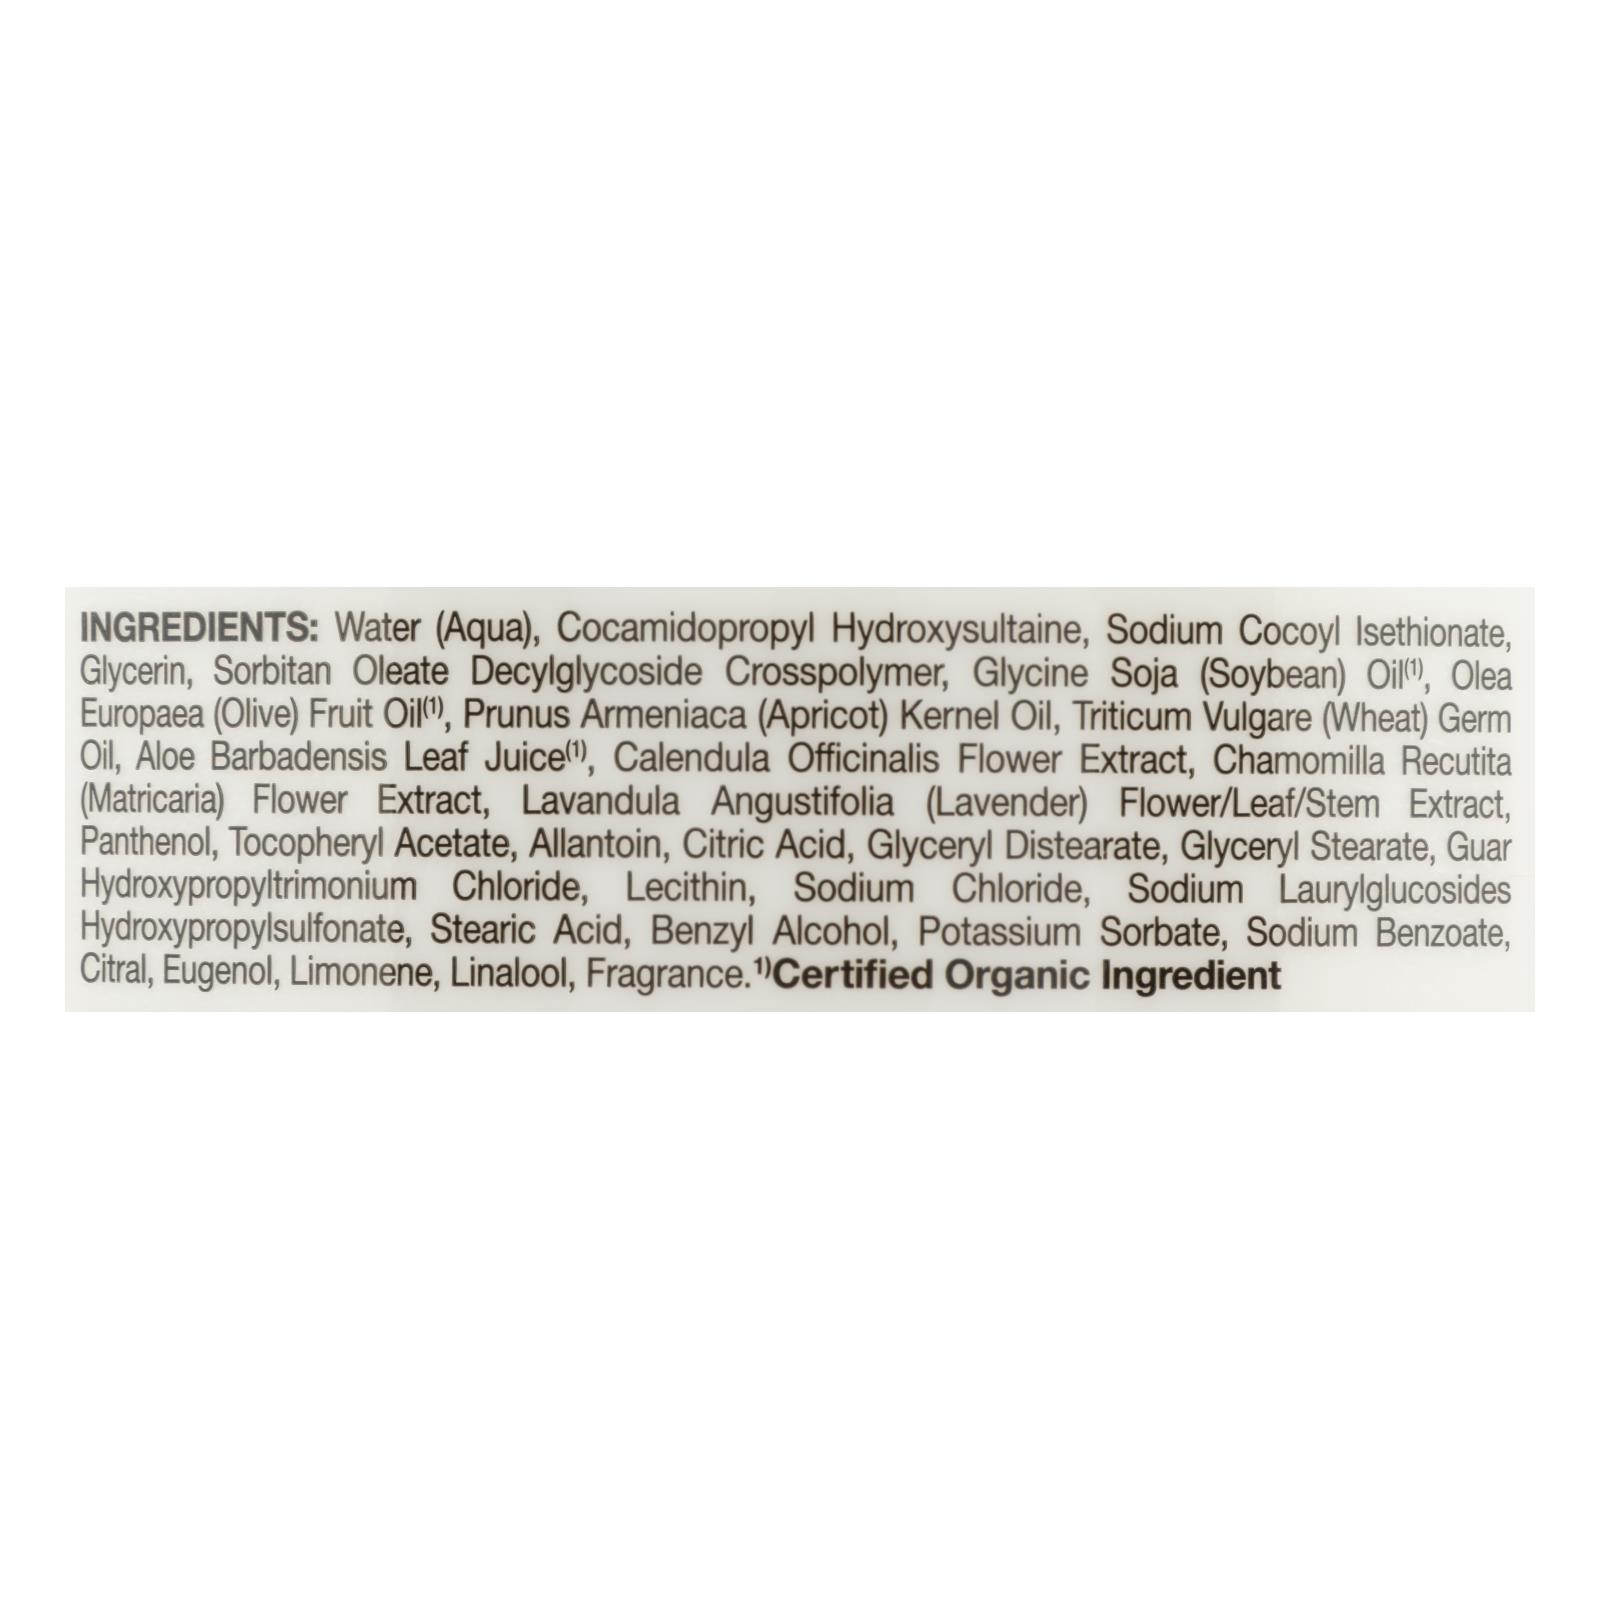 INGREDIENTS: Water (Aqua), Cocamidopropyl Hydroxysultaine, Sodium Cocoyl Isethionate,
Glycerin, Sorbitan Oleate Decylglycoside Crosspolymer, Glycine Soja (Soybean) Oil⁽¹⁾, Olea
Europaea (Olive) Fruit Oil⁽¹⁾, Prunus Armeniaca (Apricot) Kernel Oil, Triticum Vulgare (Wheat) Germ
Oil, Aloe Barbadensis Leaf Juice⁽¹⁾, Calendula Officinalis Flower Extract, Chamomilla Recutita
(Matricaria) Flower Extract, Lavandula Angustifolia (Lavender) Flower/Leaf/Stem Extract,
Panthenol, Tocopheryl Acetate, Allantoin, Citric Acid, Glyceryl Distearate, Glyceryl Stearate, Guar
Hydroxypropyltrimonium Chloride, Lecithin, Sodium Chloride, Sodium Laurylglucosides
Hydroxypropylsulfonate, Stearic Acid, Benzyl Alcohol, Potassium Sorbate, Sodium Benzoate,
Citral, Eugenol, Limonene, Linalool, Fragrance.¹⁾Certified Organic Ingredient